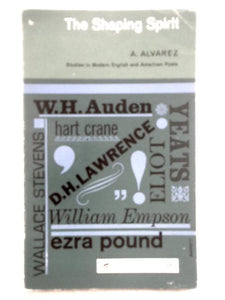 The Shaping Spirit
A. ALVAREZ
Studies in Modern English and American Poets
W.H. Auden
hart crane
YEATS
D.H. LAWRENCE
ELIOT
WALLACE STEVENS
" , !
William Empson
ezra pound